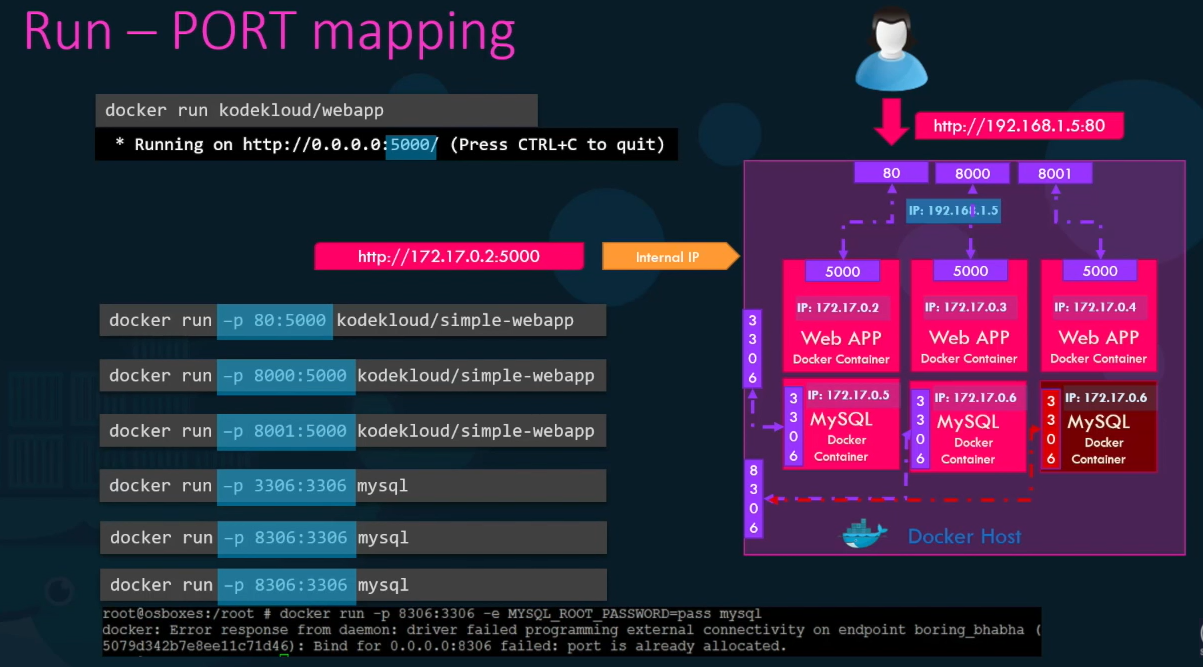 Run – PORT mapping
docker run kodekloud/webapp
* Running on http://0.0.0.0:5000/ (Press CTRL+C to quit)
http://192.168.1.5:80
80
8000
8001
IP: 192.168.1.5
http://172.17.0.2:5000
Internal IP
5000
IP: 172.17.0.2
Web APP
Docker Container
5000
IP: 172.17.0.3
Web APP
Docker Container
5000
IP: 172.17.0.4
Web APP
Docker Container
3306
3306
IP: 172.17.0.5
MySQL
Docker
Container
3306
IP: 172.17.0.6
MySQL
Docker
Container
3306
IP: 172.17.0.6
MySQL
Docker
Container
8306
Docker Host
docker run -p 80:5000 kodekloud/simple-webapp
docker run -p 8000:5000 kodekloud/simple-webapp
docker run -p 8001:5000 kodekloud/simple-webapp
docker run -p 3306:3306 mysql
docker run -p 8306:3306 mysql
docker run -p 8306:3306 mysql
root@osboxes:/root # docker run -p 8306:3306 -e MYSQL_ROOT_PASSWORD=pass mysql
docker: Error response from daemon: driver failed programming external connectivity on endpoint boring_bhabha (
5079d342b7e8ee11c71d46): Bind for 0.0.0.0:8306 failed: port is already allocated.